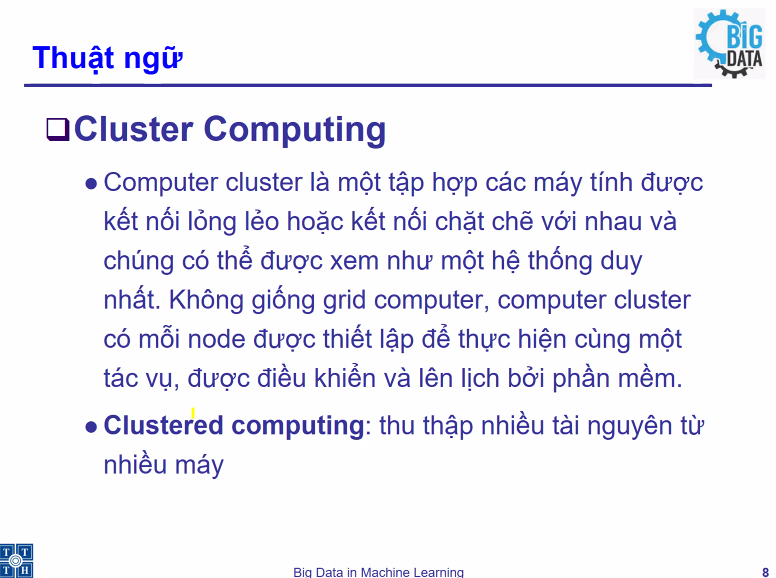 Thuật ngữ
BIG
DATA
Cluster Computing
Computer cluster là một tập hợp các máy tính được
kết nối lỏng lẻo hoặc kết nối chặt chẽ với nhau và
chúng có thể được xem như một hệ thống duy
nhất. Không giống grid computer, computer cluster
có mỗi node được thiết lập để thực hiện cùng một
tác vụ, được điều khiển và lên lịch bởi phần mềm.
Clustered computing: thu thập nhiều tài nguyên từ
nhiều máy
T T
T H
Big Data in Machine Learning
8